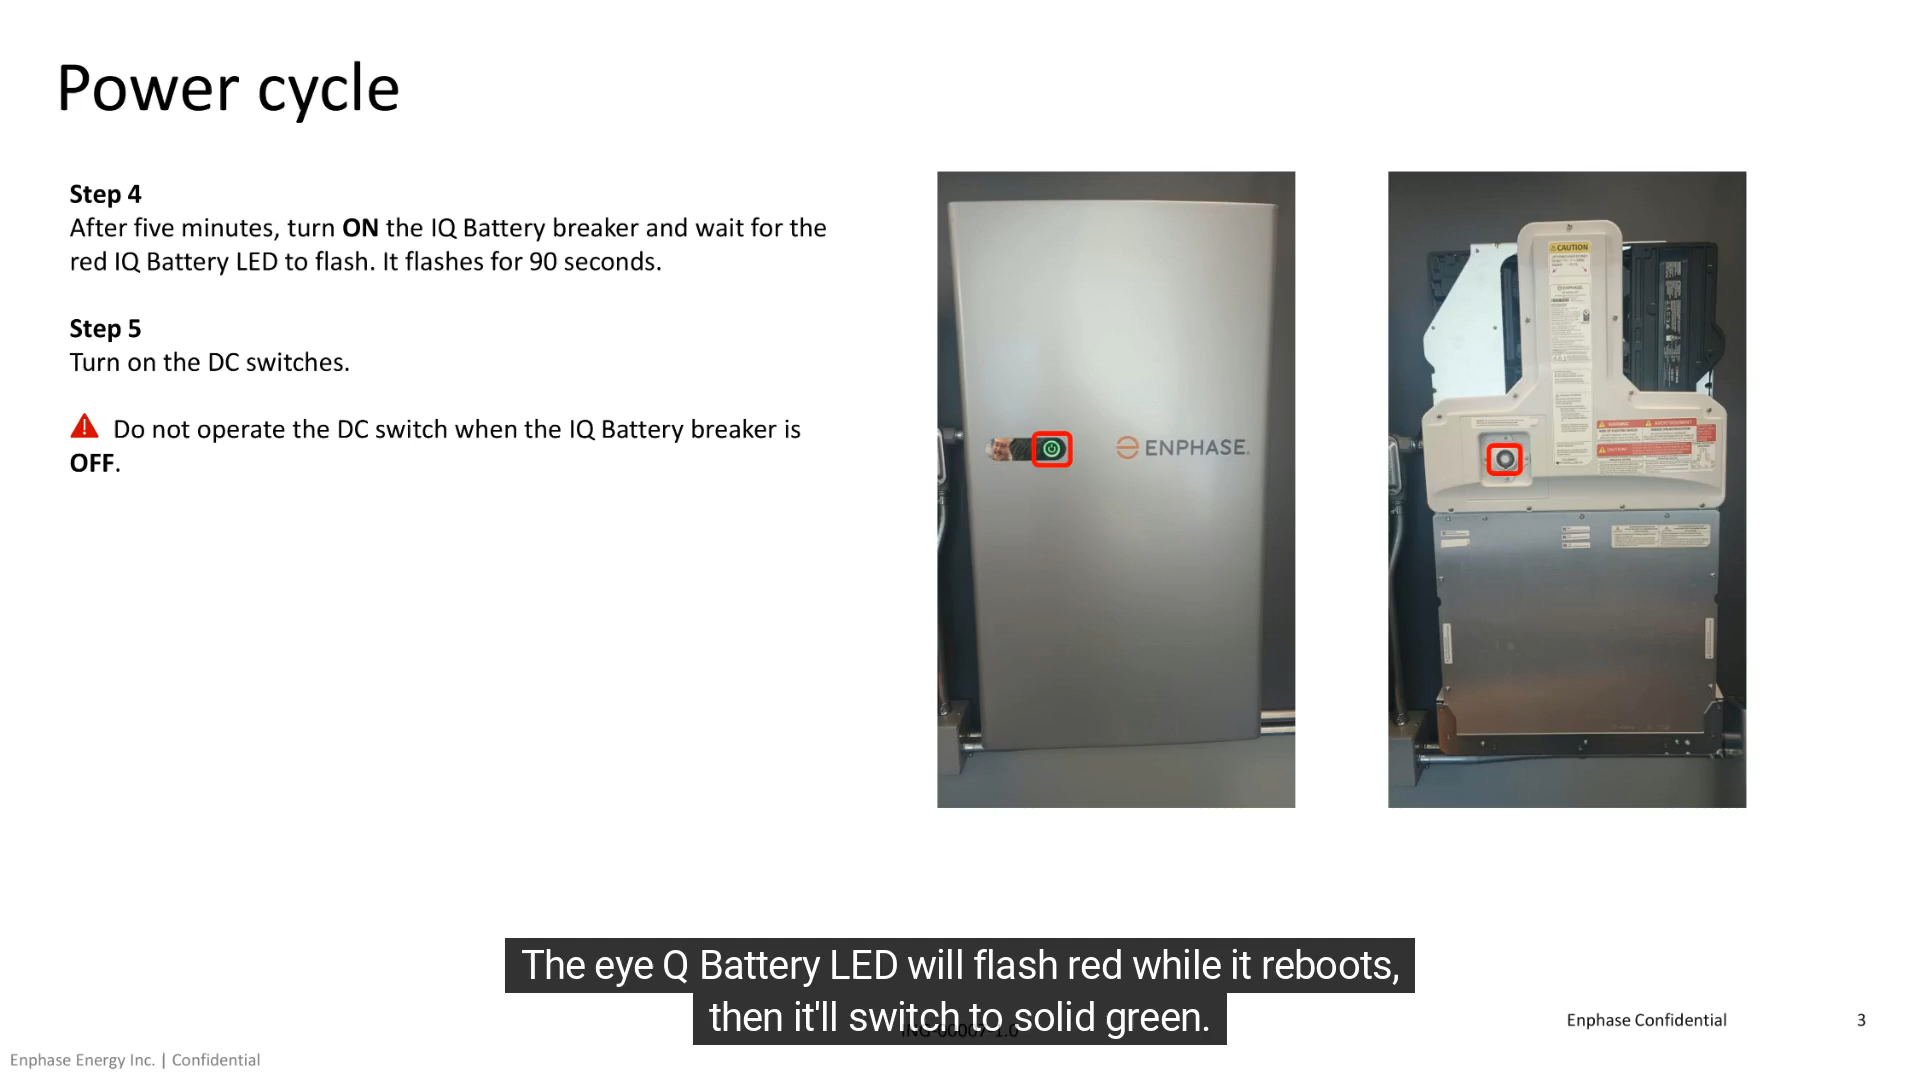 Power cycle
Step 4
After five minutes, turn ON the IQ Battery breaker and wait for the
red IQ Battery LED to flash. It flashes for 90 seconds.
Step 5
Turn on the DC switches.
Do not operate the DC switch when the IQ Battery breaker is
OFF.
ENPHASE
CAUTION
The eye Q Battery LED will flash red while it reboots,
then it'll switch to solid green.
Enphase Confidential
3
Enphase Energy Inc. | Confidential